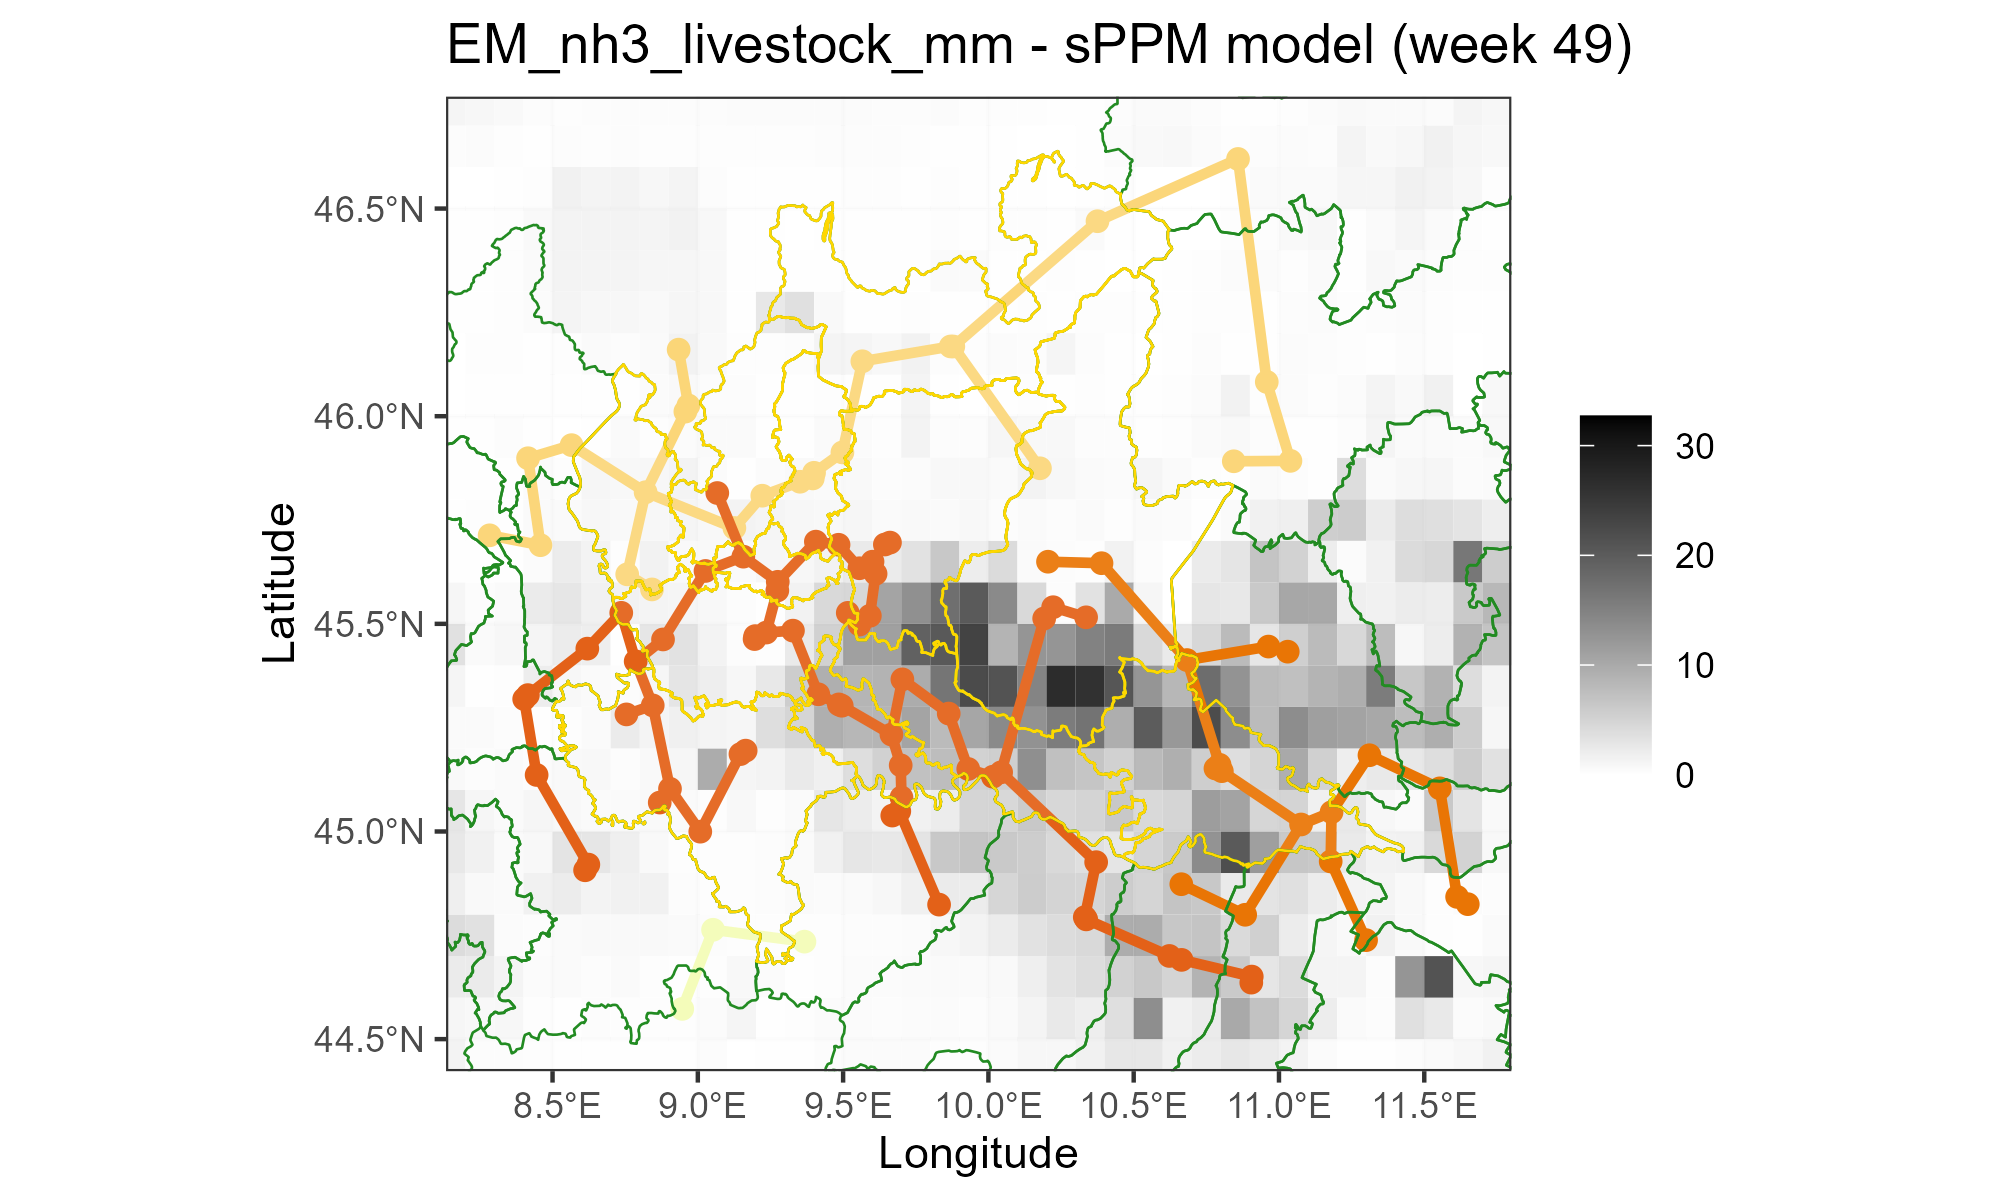 EM_nh3_livestock_mm - sPPM model (week 49)
46.5°N
46.0°N
45.5°N
45.0°N
44.5°N
Latitude
8.5°E
9.0°E
9.5°E
10.0°E
10.5°E
11.0°E
11.5°E
Longitude
30
20
10
0